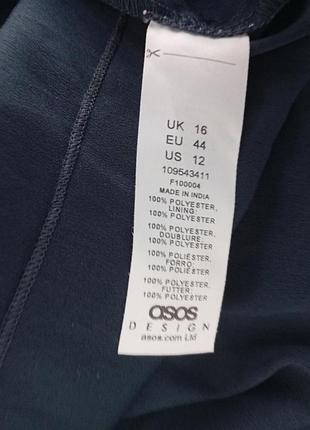 UK 16
EU 44
US 12
109543411
F100004
MADE IN INDIA
100% POLYESTER,
LINING:
100% POLYESTER
100% POLYESTER,
DOUBLURE:
100% POLYESTER
100% POLIÉSTER,
FORRO:
100% POLIÉSTER
100% POLYESTER,
FUTTER:
100% POLYESTER
asos
DESIGN
asos.com Ltd